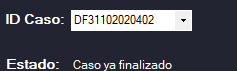 ID Caso: DF31102020402
Estado: Caso ya finalizado